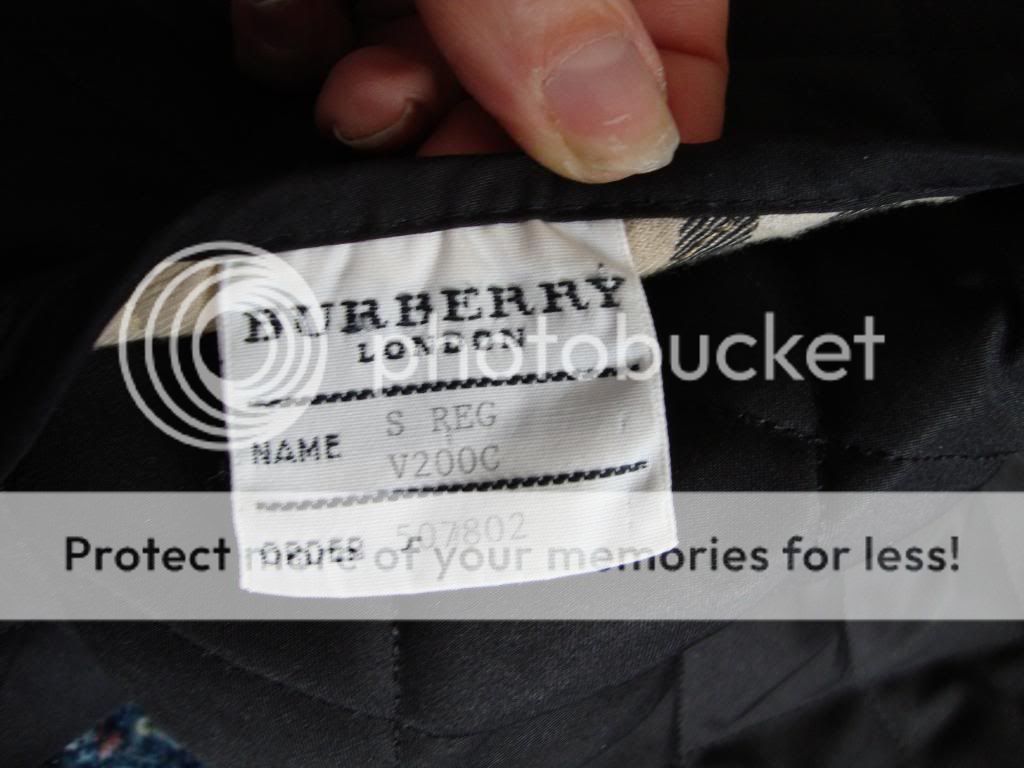 BURBERRY
LONDON
photobucket
NAME S REG
V200C
ORDER 507802
Protect more of your memories for less!